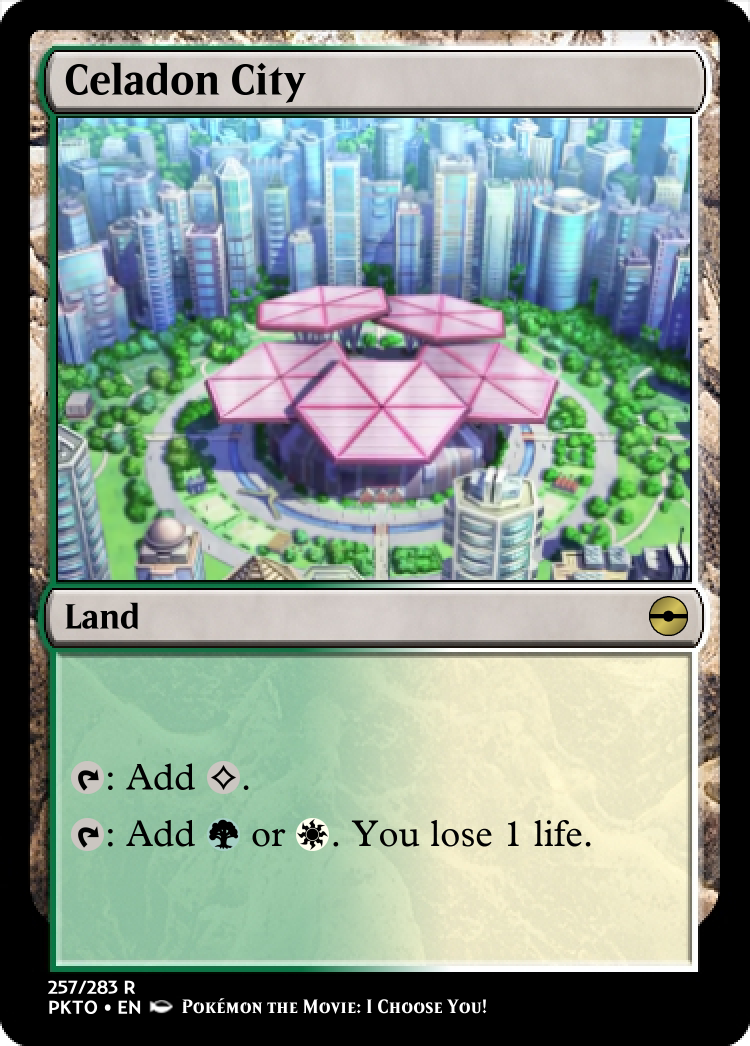 Celadon City
Land
: Add .
: Add or . You lose 1 life.
257/283 R
PKTO • EN Pokémon the Movie: I Choose You!